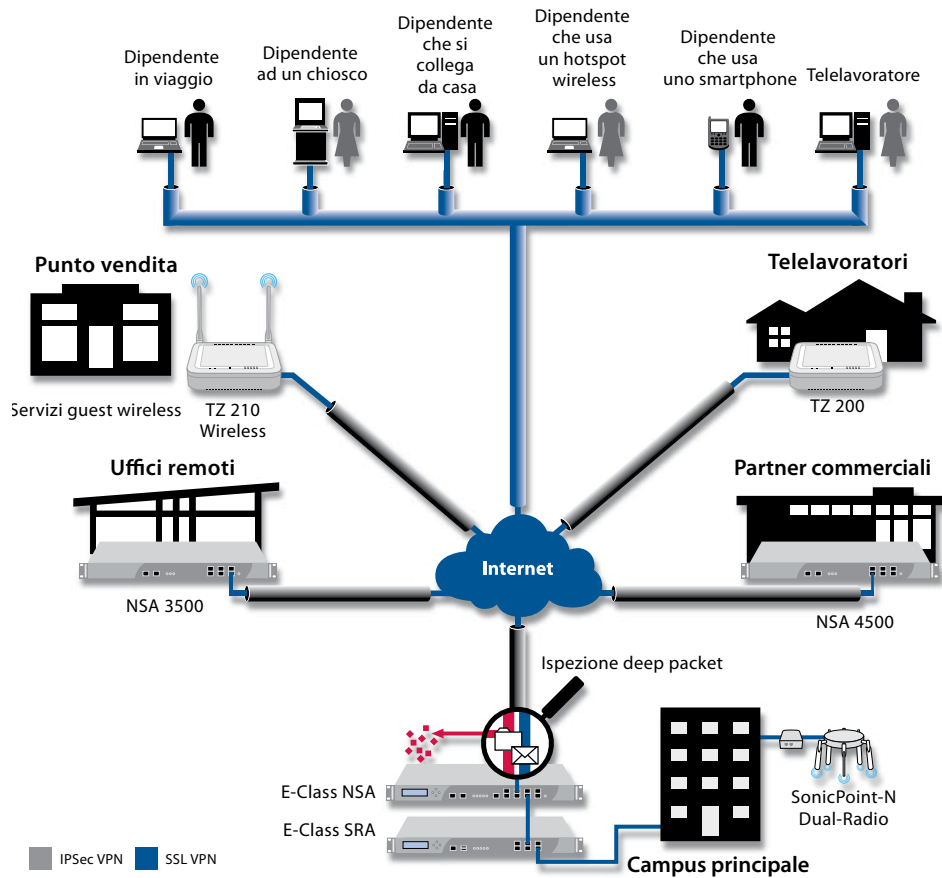 Dipendente
in viaggio
Dipendente
ad un chiosco
Dipendente
che si
collega
da casa
Dipendente
che usa
un hotspot
wireless
Dipendente
che usa
uno smartphone
Telelavoratore
Punto vendita
Servizi guest wireless
TZ 210
Wireless
Telelavoratori
TZ 200
Uffici remoti
NSA 3500
Partner commerciali
NSA 4500
Internet
Ispezione deep packet
E-Class NSA
E-Class SRA
SonicPoint-N
Dual-Radio
Campus principale
IPSec VPN
SSL VPN